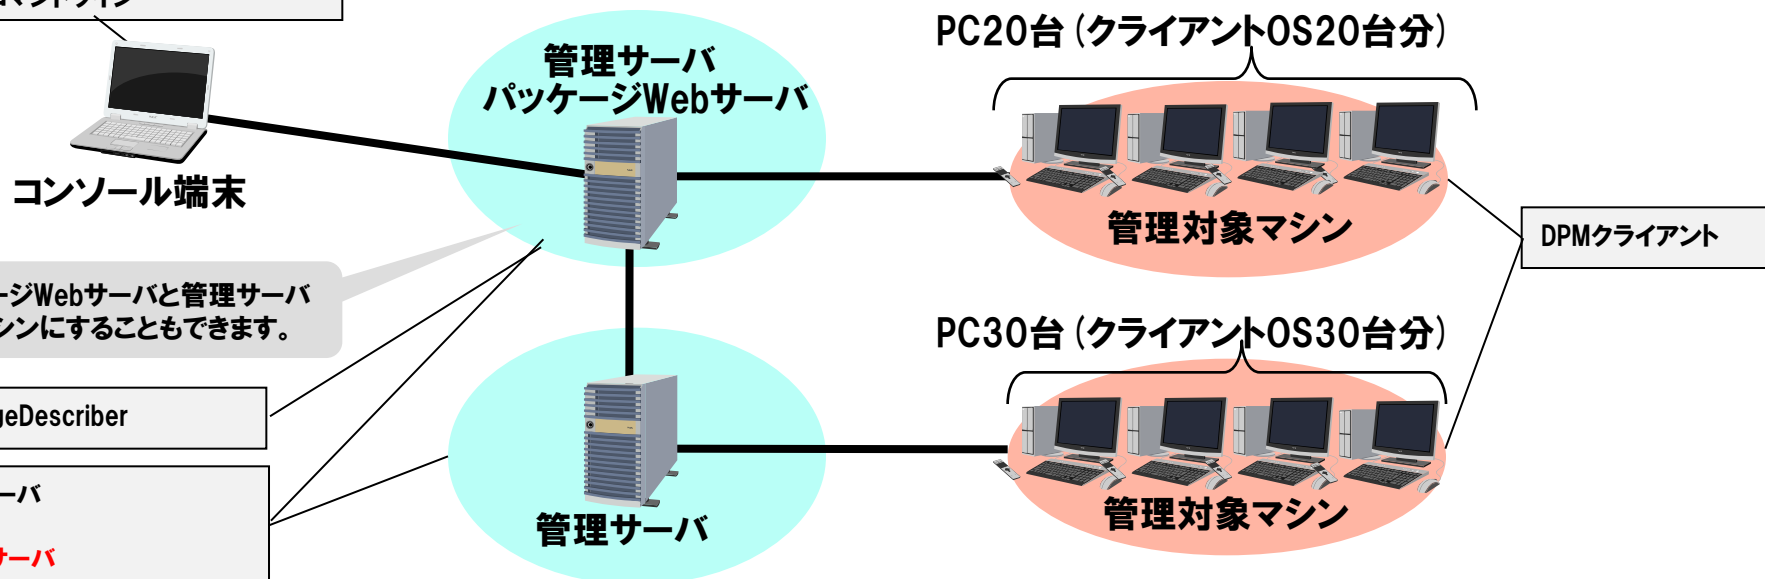 PC20台（クライアントOS20台分）
管理サーバ
パッケージWebサーバ
コンソール端末
管理対象マシン
DPMクライアント
ージWebサーバと管理サーバ
シンにすることもできます。
PC30台（クライアントOS30台分）
geDescriber
ーバ
サーバ
管理サーバ
管理対象マシン